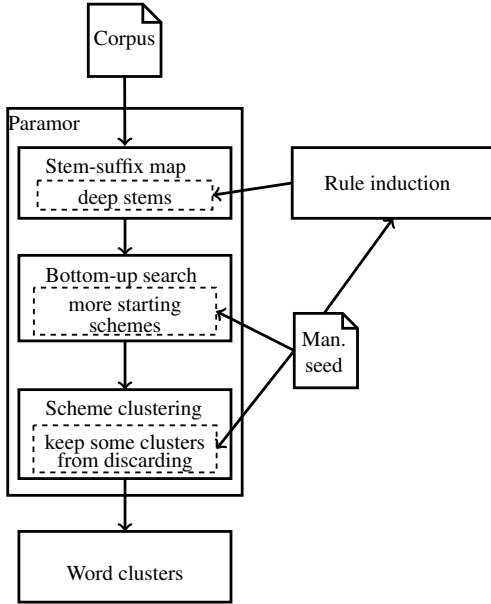 Corpus
Paramor
Stem-suffix map
deep stems
Rule induction
Bottom-up search
more starting
schemes
Man.
seed
Scheme clustering
keep some clusters
from discarding
Word clusters